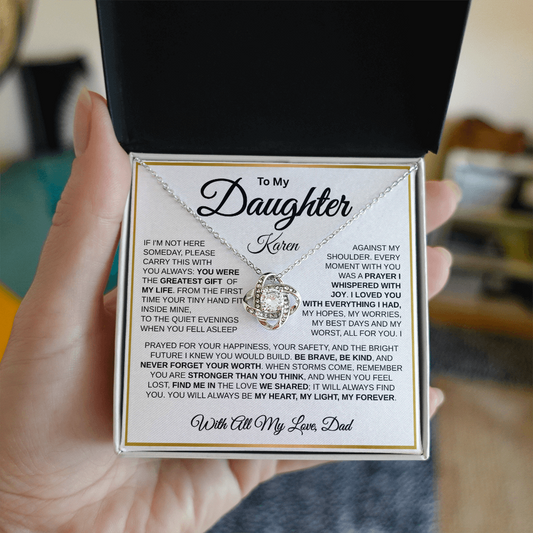 To My
Daughter
Karen
IF I'M NOT HERE
SOMEDAY, PLEASE
CARRY THIS WITH
YOU ALWAYS: YOU WERE
THE GREATEST GIFT OF
MY LIFE. FROM THE FIRST
TIME YOUR TINY HAND FIT
INSIDE MINE,
TO THE QUIET EVENINGS
WHEN YOU FELL ASLEEP
AGAINST MY
SHOULDER. EVERY
MOMENT WITH YOU
WAS A PRAYER I
WHISPERED WITH
JOY. I LOVED YOU
WITH EVERYTHING I HAD,
MY HOPES, MY WORRIES,
MY BEST DAYS AND MY
WORST, ALL FOR YOU. I
PRAYED FOR YOUR HAPPINESS, YOUR SAFETY, AND THE BRIGHT
FUTURE I KNEW YOU WOULD BUILD. BE BRAVE, BE KIND, AND
NEVER FORGET YOUR WORTH. WHEN STORMS COME, REMEMBER
YOU ARE STRONGER THAN YOU THINK, AND WHEN YOU FEEL
LOST, FIND ME IN THE LOVE WE SHARED; IT WILL ALWAYS FIND
YOU. YOU WILL ALWAYS BE MY HEART, MY LIGHT, MY FOREVER.
With All My Love, Dad